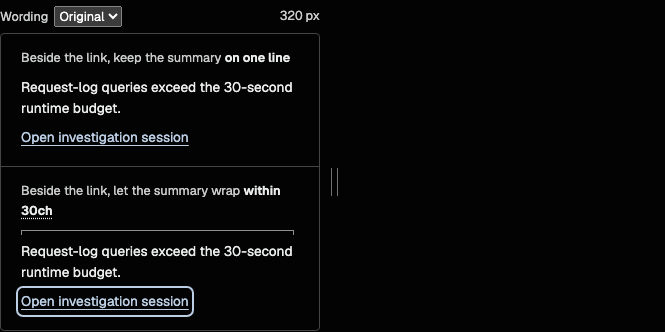 Wording Original 320 px
Beside the link, keep the summary on one line
Request-log queries exceed the 30-second
runtime budget.
Open investigation session
Beside the link, let the summary wrap within
30ch
Request-log queries exceed the 30-second
runtime budget.
Open investigation session